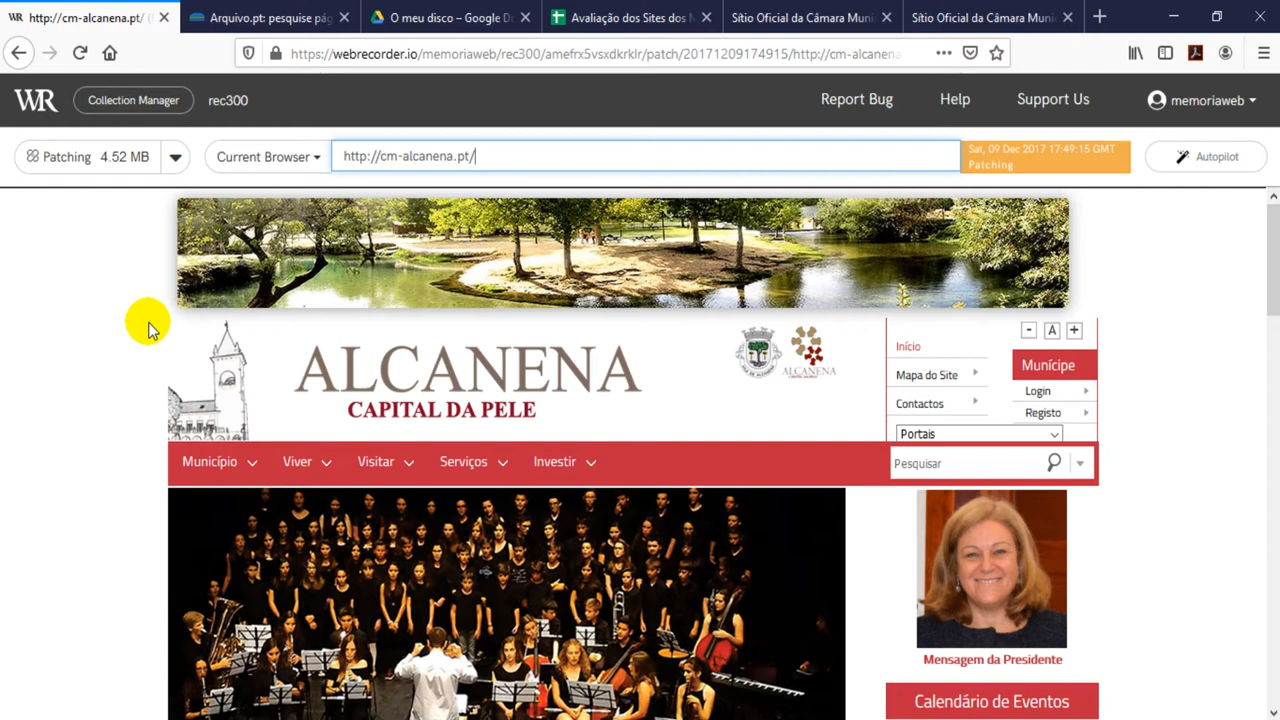 http://cm-alcanena.pt/ (
Arquivo.pt: pesquise pág
O meu disco – Google Dr
Avaliação dos Sites dos M
Sítio Oficial da Câmara Muni
Sítio Oficial da Câmara Muni
https://webrecorder.io/memoriaweb/rec300/amefrx5vsxdkrklr/patch/20171209174915/http://cm-alcanena
WR
Collection Manager
rec300
Report Bug
Help
Support Us
memoriaweb
Patching 4.52 MB
Current Browser
http://cm-alcanena.pt/
Sat, 09 Dec 2017 17:49:15 GMT
Patching
Autopilot
ALCANENA
CAPITAL DA PELE
ALCANENA
Início
Mapa do Site
Contactos
Portais
- A +
Munícipe
Login
Registo
Município
Viver
Visitar
Serviços
Investir
Pesquisar
Mensagem da Presidente
Calendário de Eventos